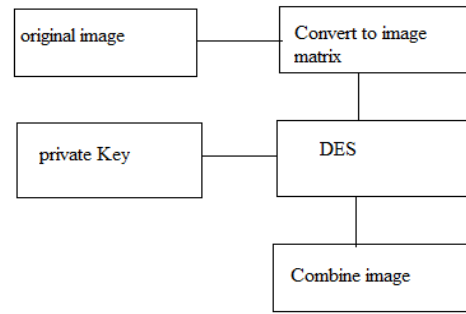 original image
Convert to image
matrix
private Key
DES
Combine image